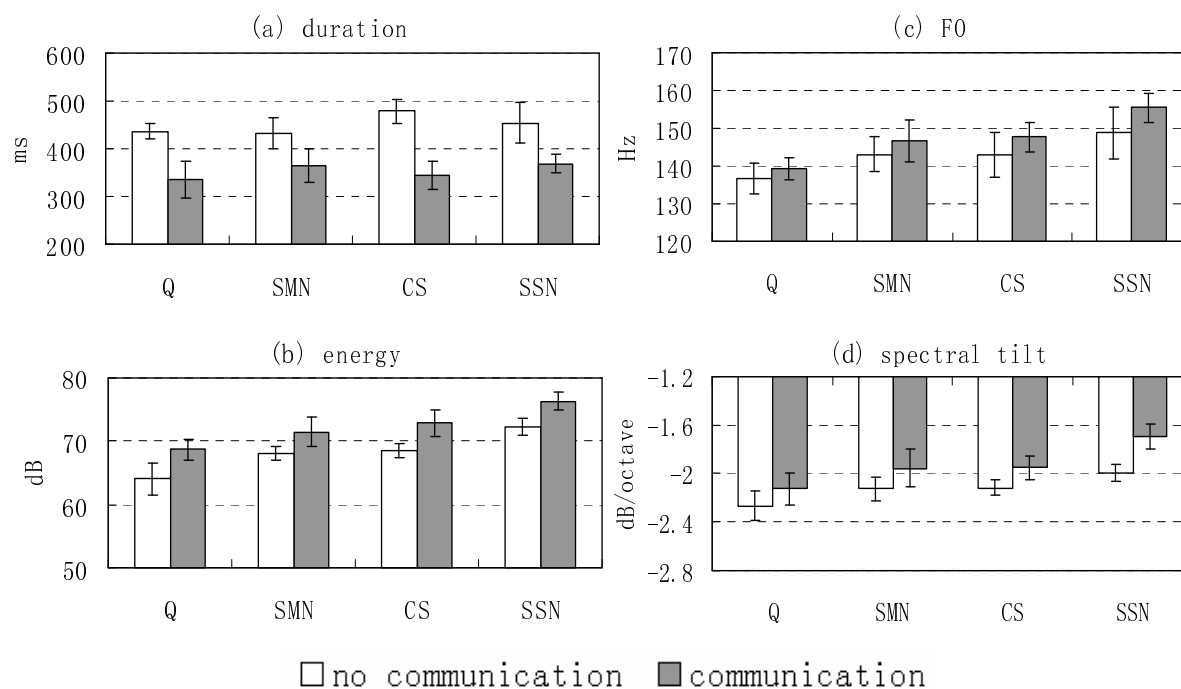 (a) duration
600
500
400
300
200
ms
Q SMN CS SSN
(c) F0
170
160
150
140
130
120
Hz
Q SMN CS SSN
(b) energy
80
70
60
50
dB
Q SMN CS SSN
(d) spectral tilt
-1.2
-1.6
-2
-2.4
-2.8
dB/octave
Q SMN CS SSN
no communication communication